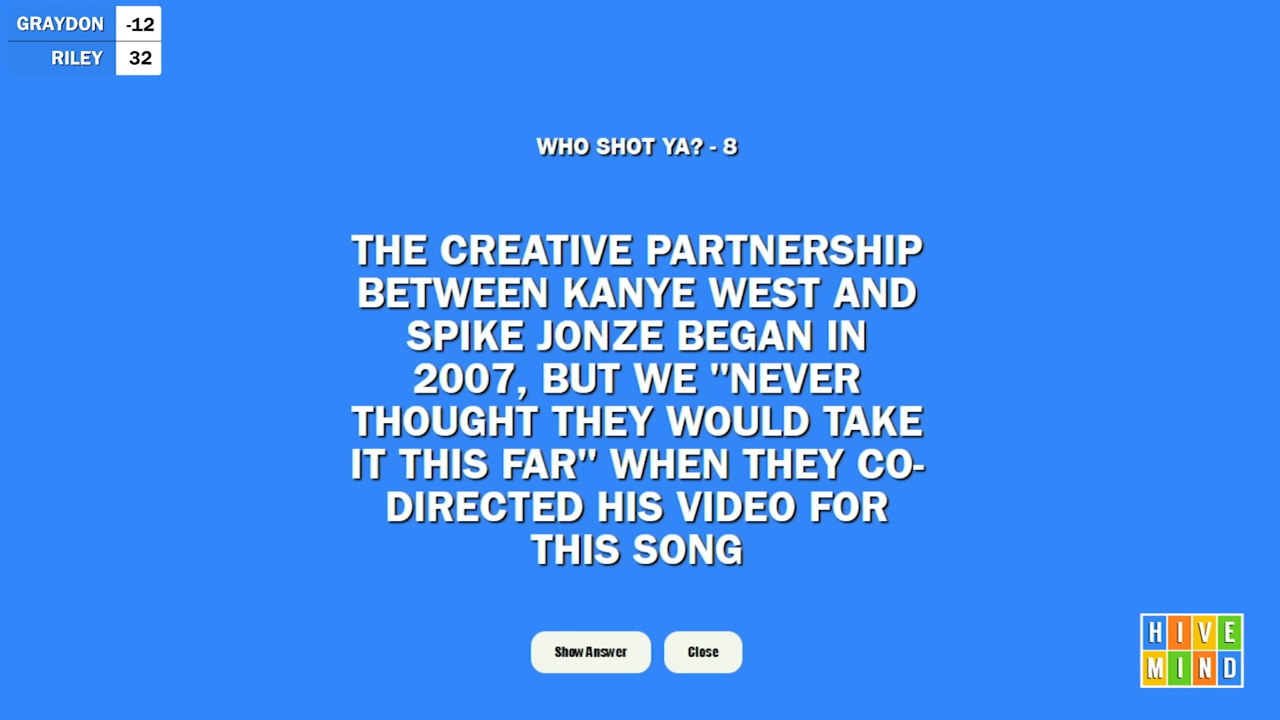 GRAYDON -12
RILEY 32
WHO SHOT YA? - 8
THE CREATIVE PARTNERSHIP
BETWEEN KANYE WEST AND
SPIKE JONZE BEGAN IN
2007, BUT WE "NEVER
THOUGHT THEY WOULD TAKE
IT THIS FAR" WHEN THEY CO-
DIRECTED HIS VIDEO FOR
THIS SONG
Show Answer Close
HIVE
MIND